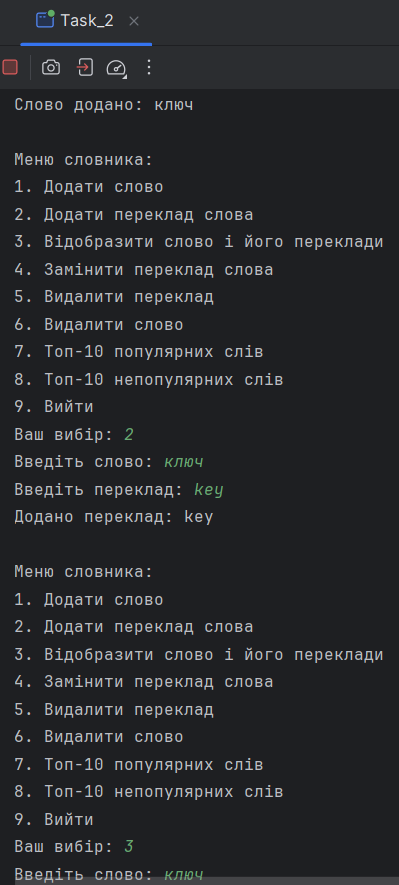 Task_2
Слово додано: ключ
Меню словника:
1. Додати слово
2. Додати переклад слова
3. Відобразити слово і його переклади
4. Замінити переклад слова
5. Видалити переклад
6. Видалити слово
7. Топ-10 популярних слів
8. Топ-10 непопулярних слів
9. Вийти
Ваш вибір: 2
Введіть слово: ключ
Введіть переклад: key
Додано переклад: key
Меню словника:
1. Додати слово
2. Додати переклад слова
3. Відобразити слово і його переклади
4. Замінити переклад слова
5. Видалити переклад
6. Видалити слово
7. Топ-10 популярних слів
8. Топ-10 непопулярних слів
9. Вийти
Ваш вибір: 3
Введіть слово: ключ